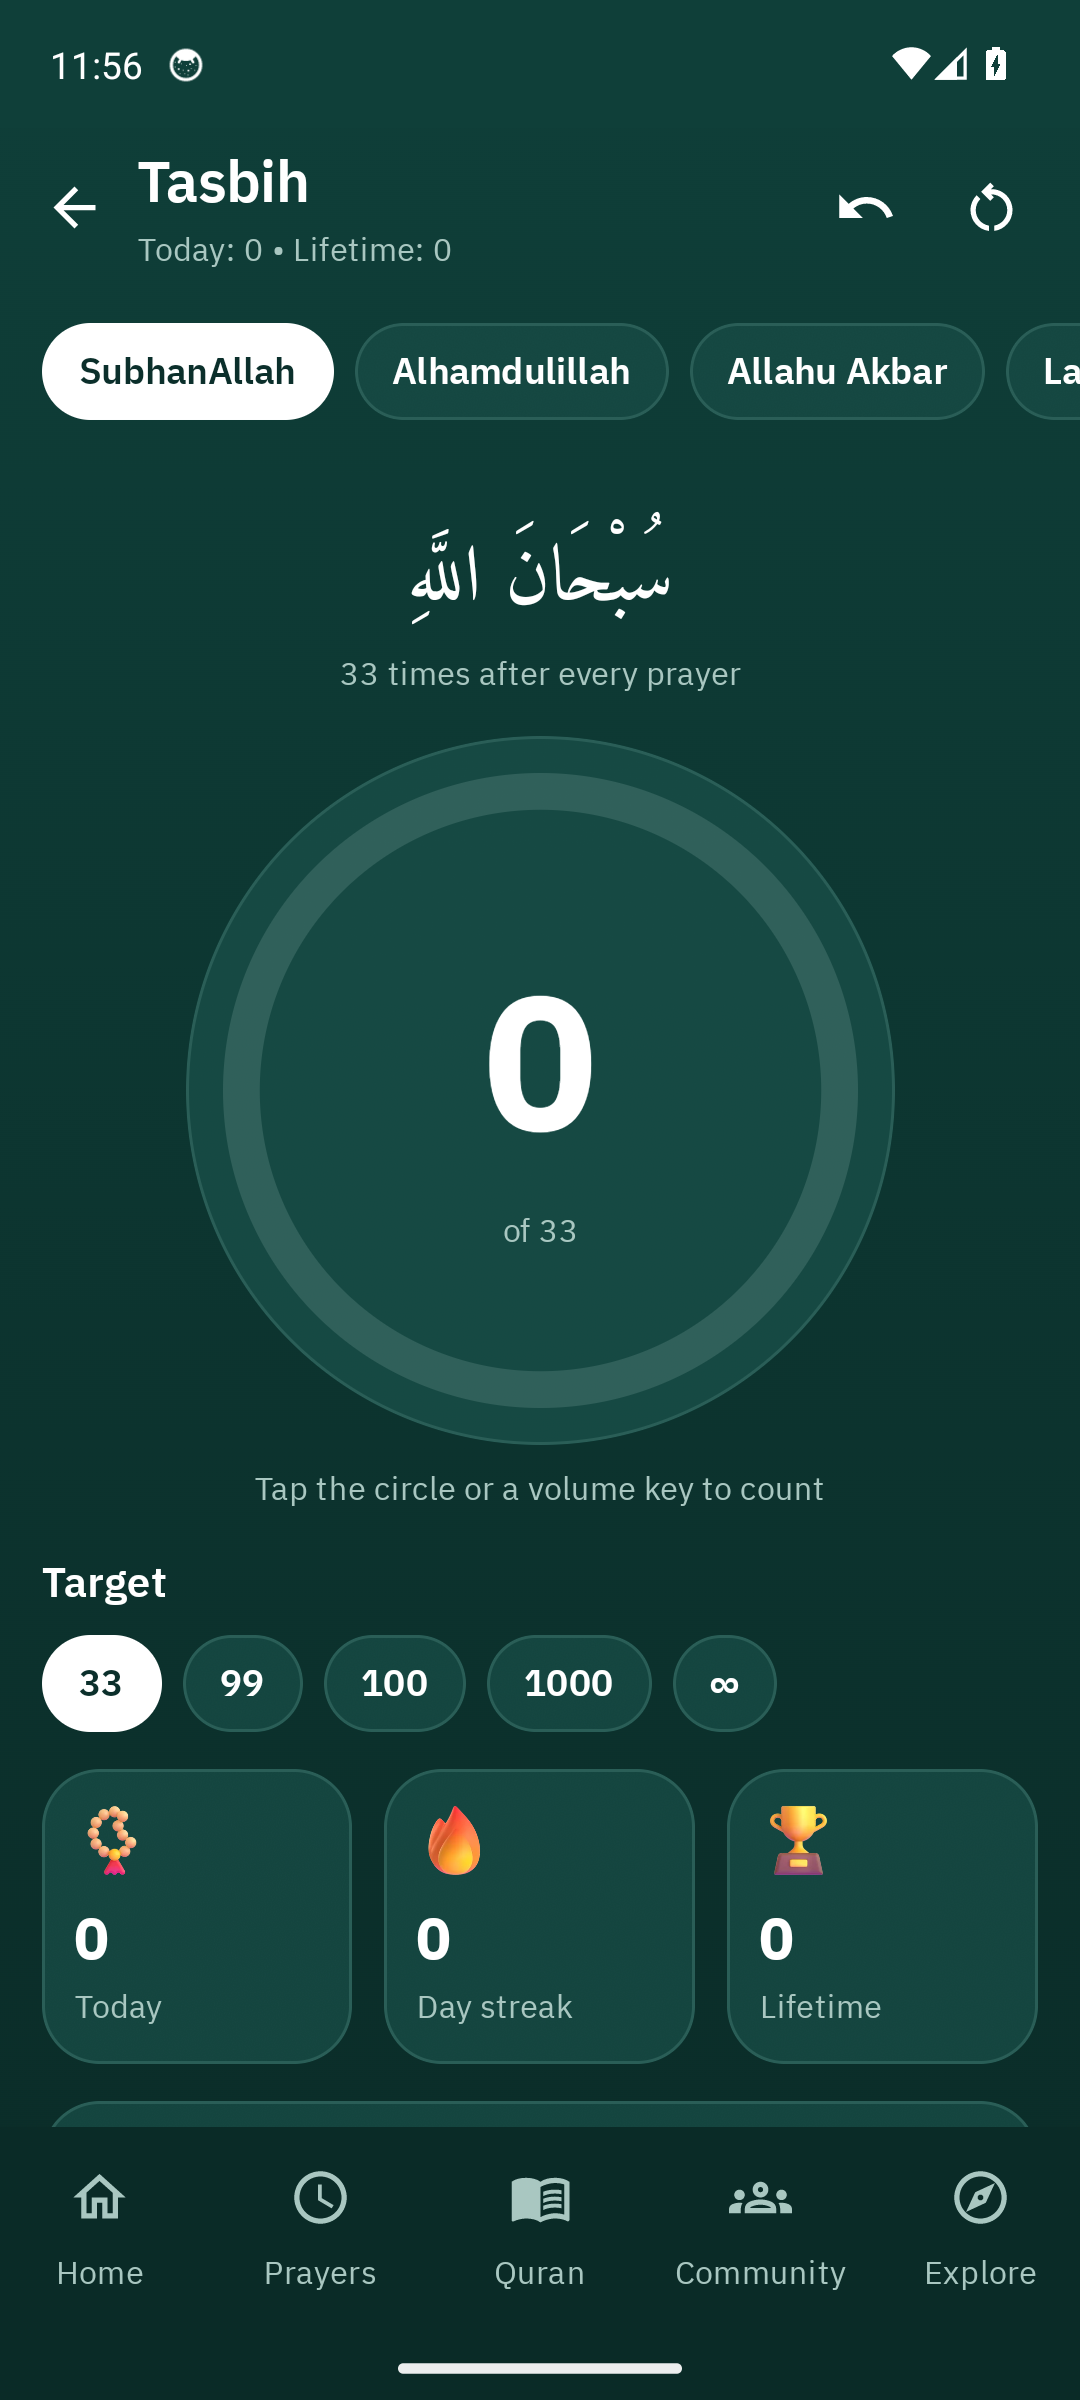 11:56
Tasbih
Today: 0 • Lifetime: 0
SubhanAllah Alhamdulillah Allahu Akbar La
سُبْحَانَ اللَّهِ
33 times after every prayer
0
of 33
Tap the circle or a volume key to count
Target
33 99 100 1000 ∞
0 0 0
Today Day streak Lifetime
Home Prayers Quran Community Explore